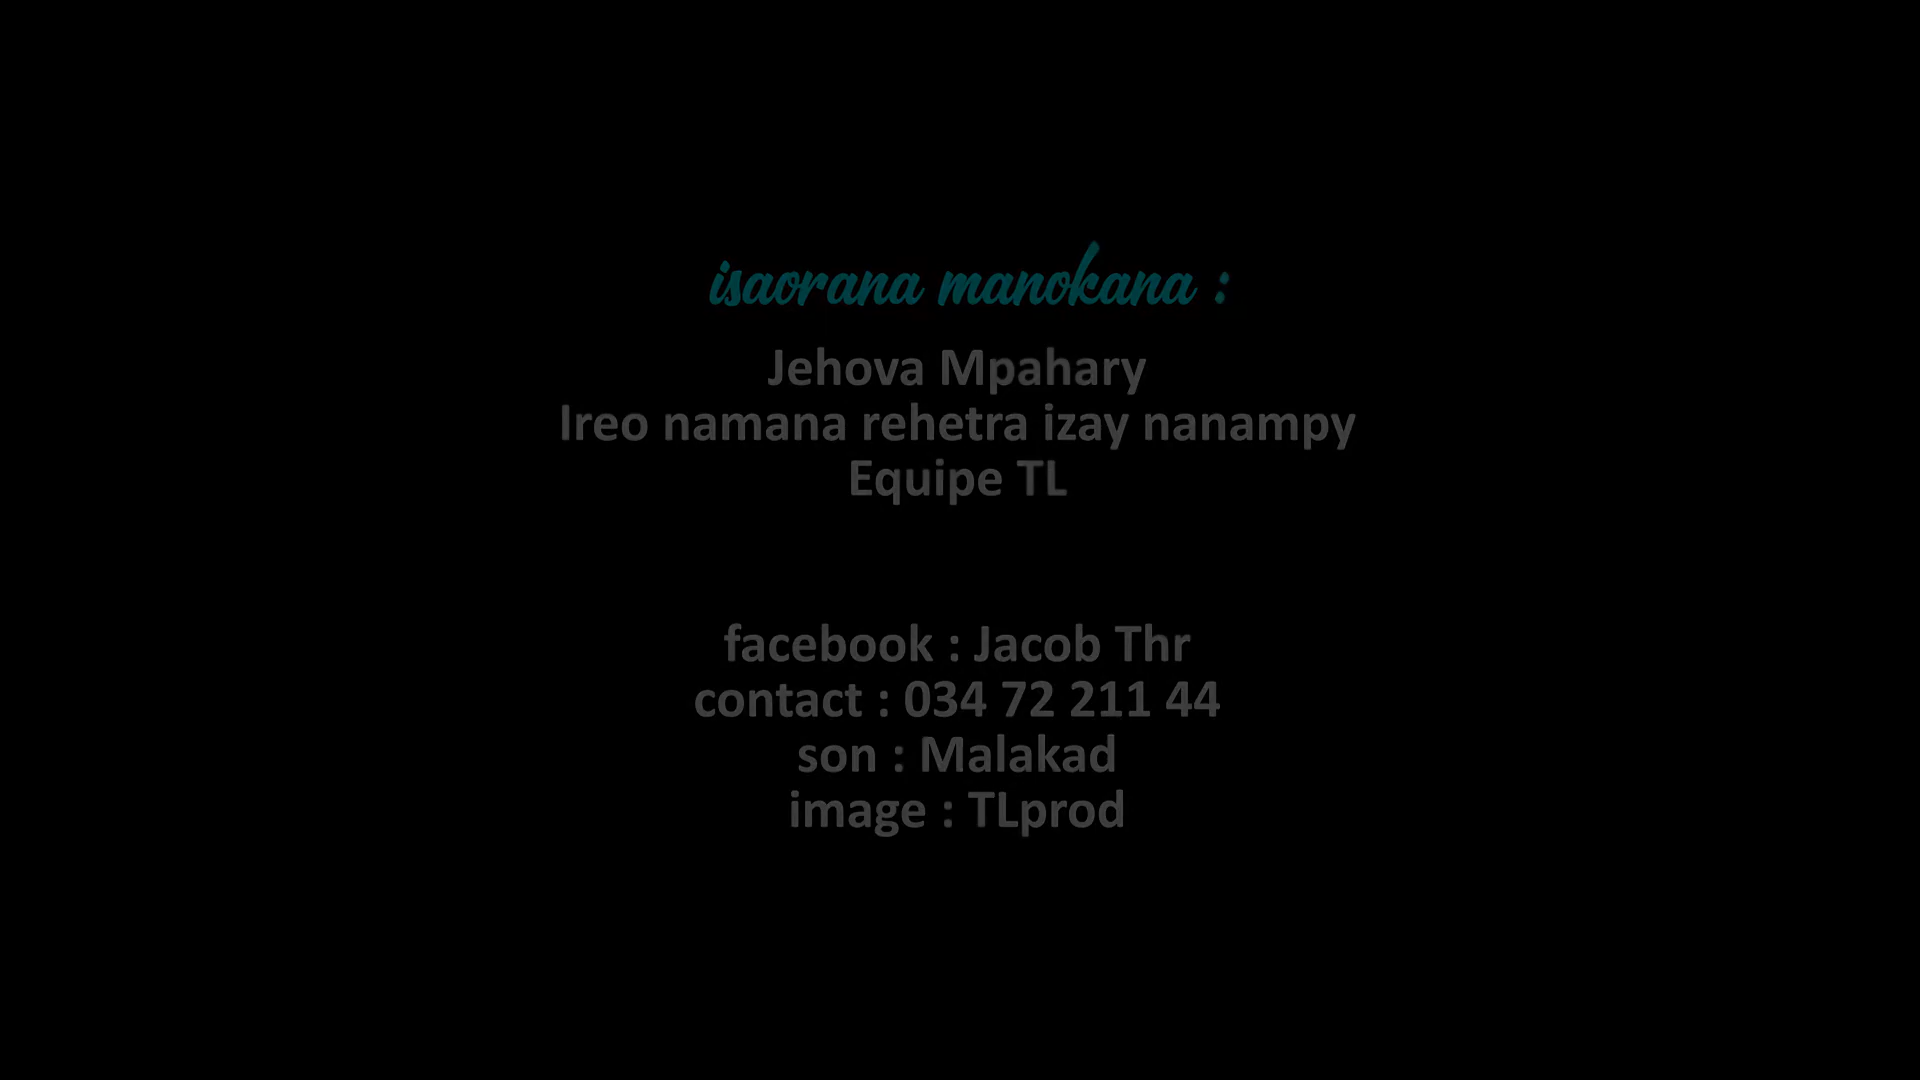 isaorana manokana :
Jehova Mpahary
Ireo namana rehetra izay nanampy
Equipe TL
facebook : Jacob Thr
contact : 034 72 211 44
son : Malakad
image : TLprod